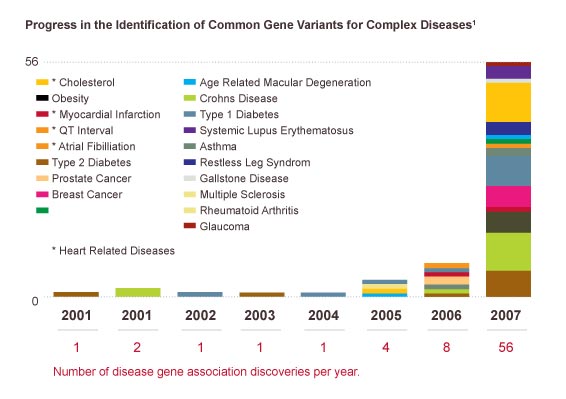 Progress in the Identification of Common Gene Variants for Complex Diseases¹
56
* Cholesterol
Obesity
* Myocardial Infarction
* QT Interval
* Atrial Fibilliation
Type 2 Diabetes
Prostate Cancer
Breast Cancer
Age Related Macular Degeneration
Crohns Disease
Type 1 Diabetes
Systemic Lupus Erythematosus
Asthma
Restless Leg Syndrom
Gallstone Disease
Multiple Sclerosis
Rheumatoid Arthritis
Glaucoma
* Heart Related Diseases
0
2001 2001 2002 2003 2004 2005 2006 2007
1 2 1 1 1 4 8 56
Number of disease gene association discoveries per year.